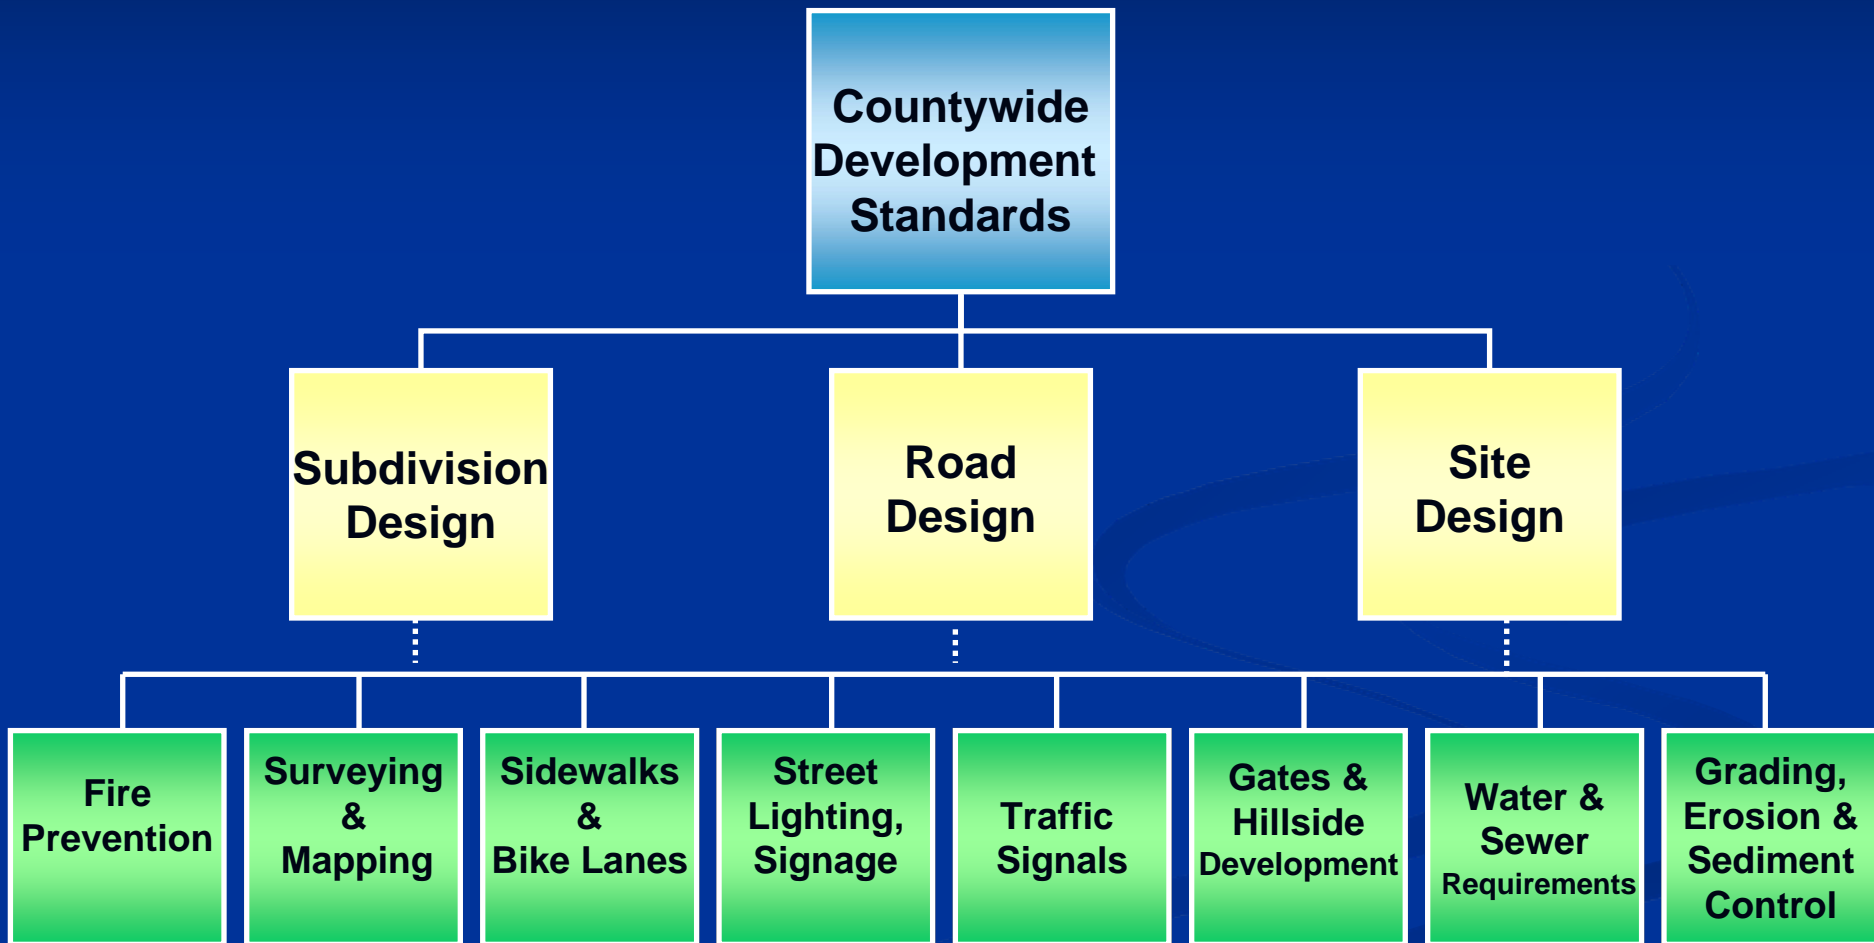 Countywide
Development
Standards
Subdivision
Design
Road
Design
Site
Design
Fire
Prevention
Surveying
&
Mapping
Sidewalks
&
Bike Lanes
Street
Lighting,
Signage
Traffic
Signals
Gates &
Hillside
Development
Water &
Sewer
Requirements
Grading,
Erosion &
Sediment
Control